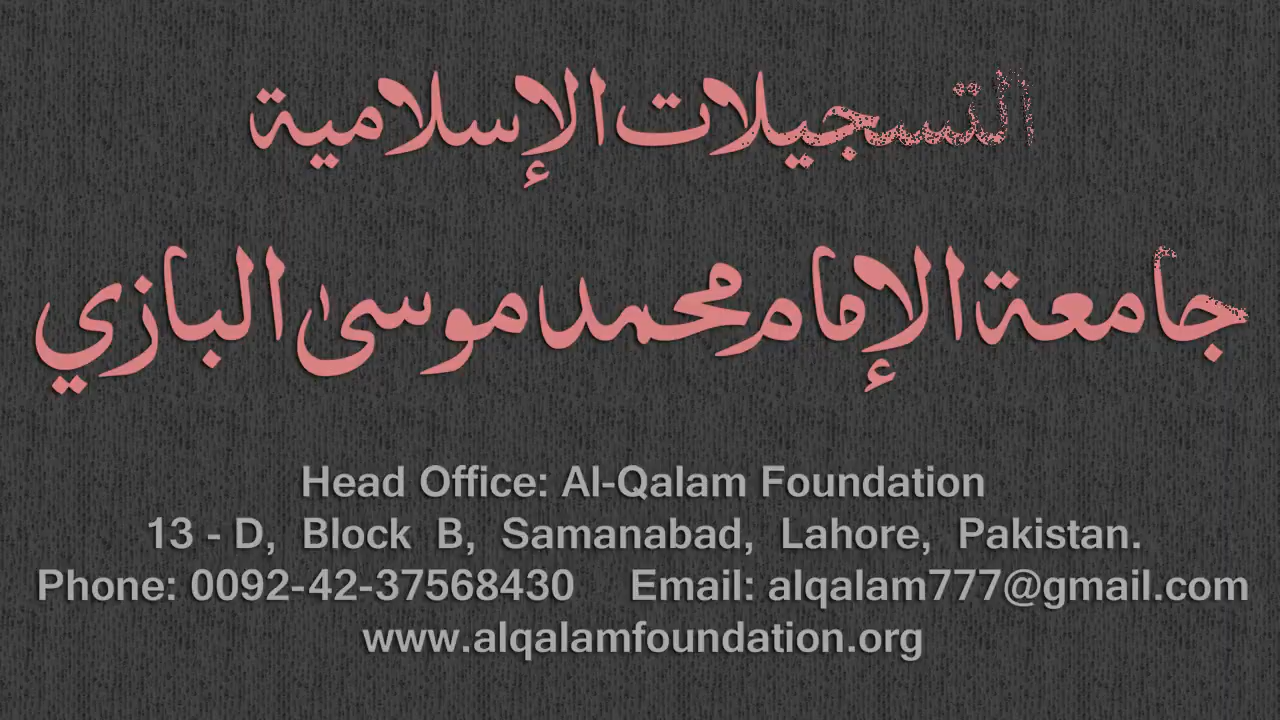 التسجيلات الإسلامية
جامعة الإمام محمد موسىٰ البازي
Head Office: Al-Qalam Foundation
13 - D, Block B, Samanabad, Lahore, Pakistan.
Phone: 0092-42-37568430 Email: alqalam777@gmail.com
www.alqalamfoundation.org